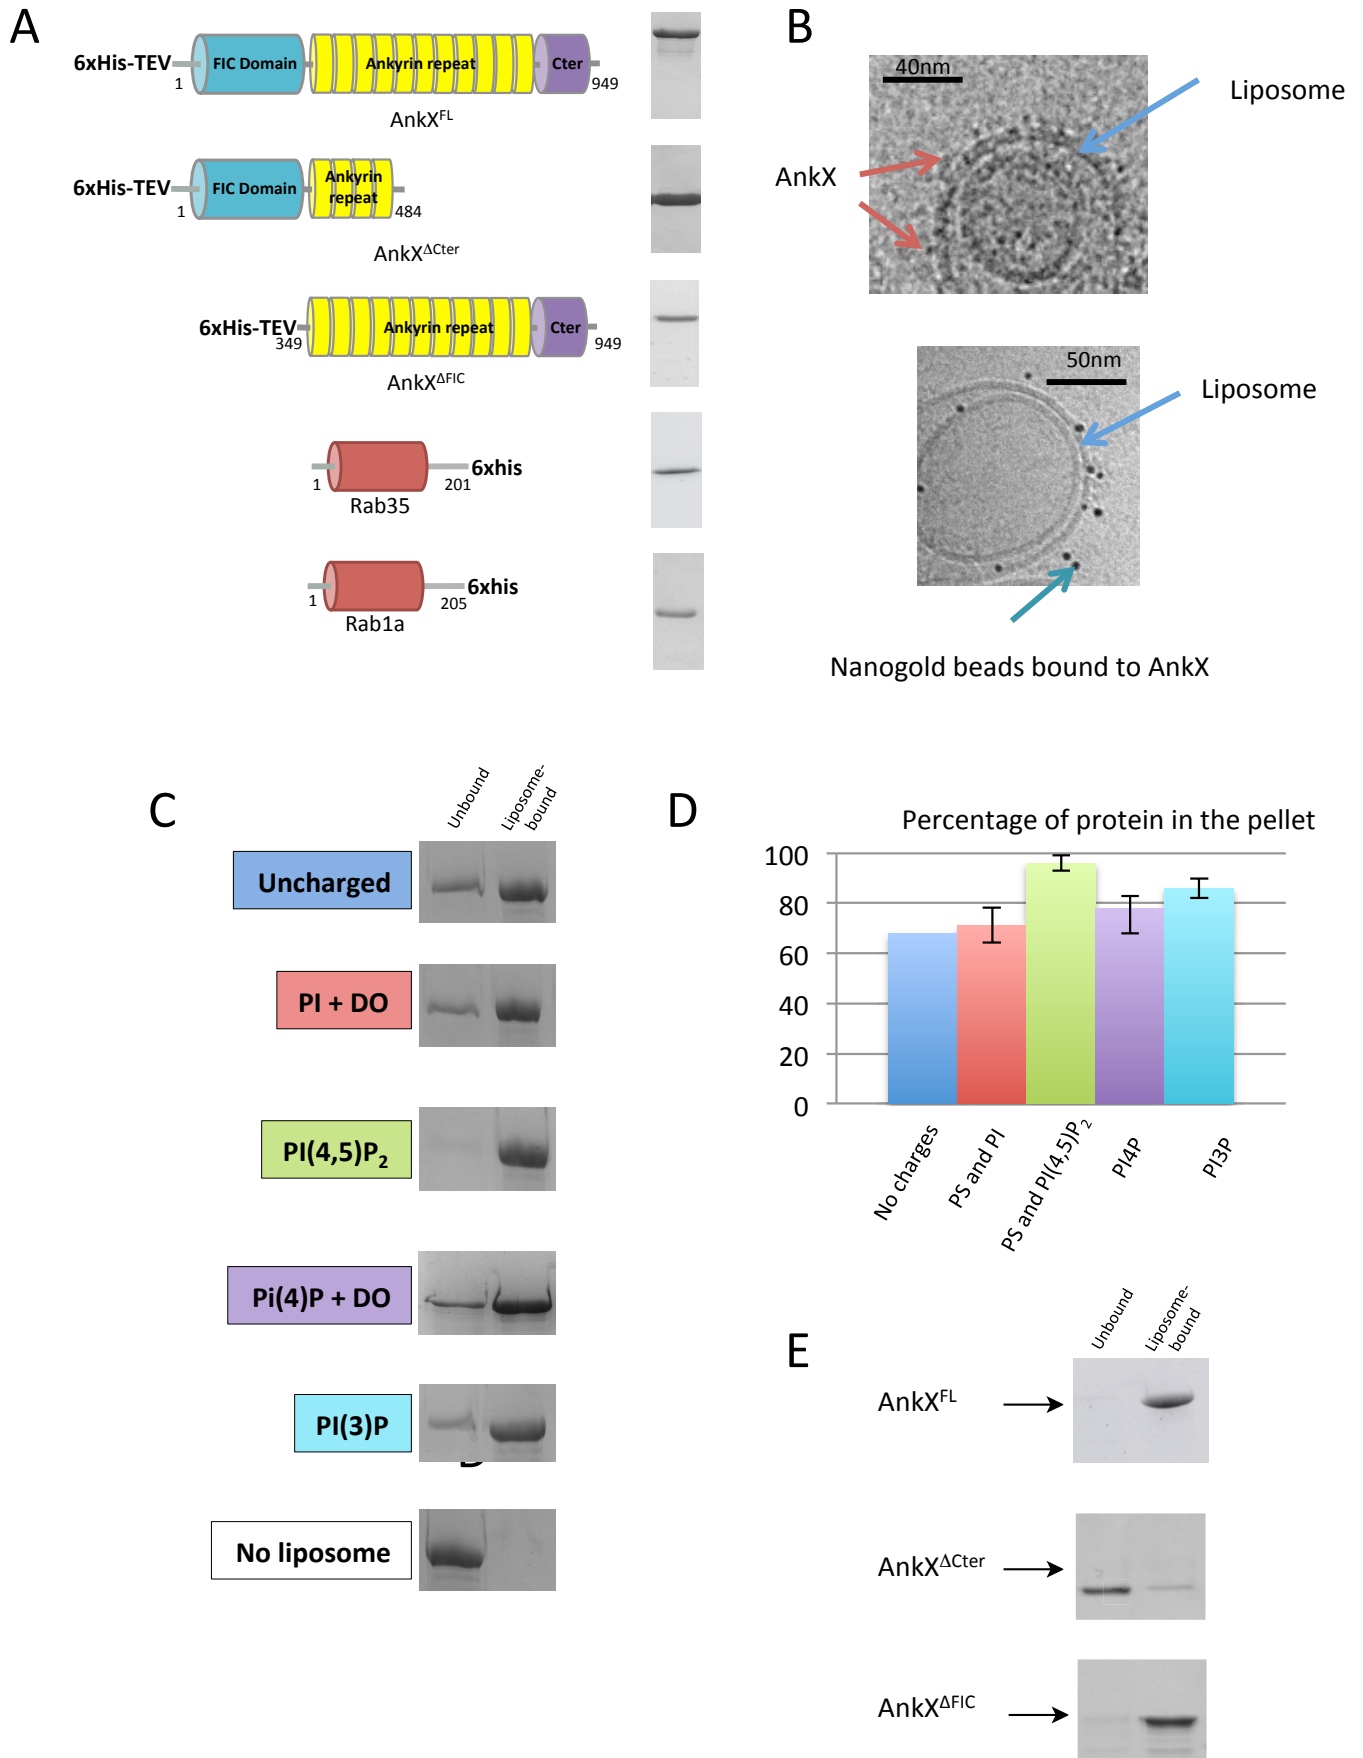 A
6xHis-TEV
FIC Domain
Ankyrin repeat
Cter
1
949
AnkX^FL
6xHis-TEV
FIC Domain
Ankyrin
repeat
1
484
AnkX^ΔCter
6xHis-TEV
Ankyrin repeat
Cter
349
949
AnkX^ΔFIC
6xhis
1
201
Rab35
6xhis
1
205
Rab1a
B
40nm
Liposome
AnkX
50nm
Liposome
Nanogold beads bound to AnkX
C
Unbound
Liposome-
bound
Uncharged
PI + DO
PI(4,5)P₂
Pi(4)P + DO
PI(3)P
No liposome
D
Percentage of protein in the pellet
100
80
60
40
20
0
No charges
PS and PI
PS and PI(4,5)P₂
PI4P
PI3P
E
Unbound
Liposome-
bound
AnkX^FL
AnkX^ΔCter
AnkX^ΔFIC